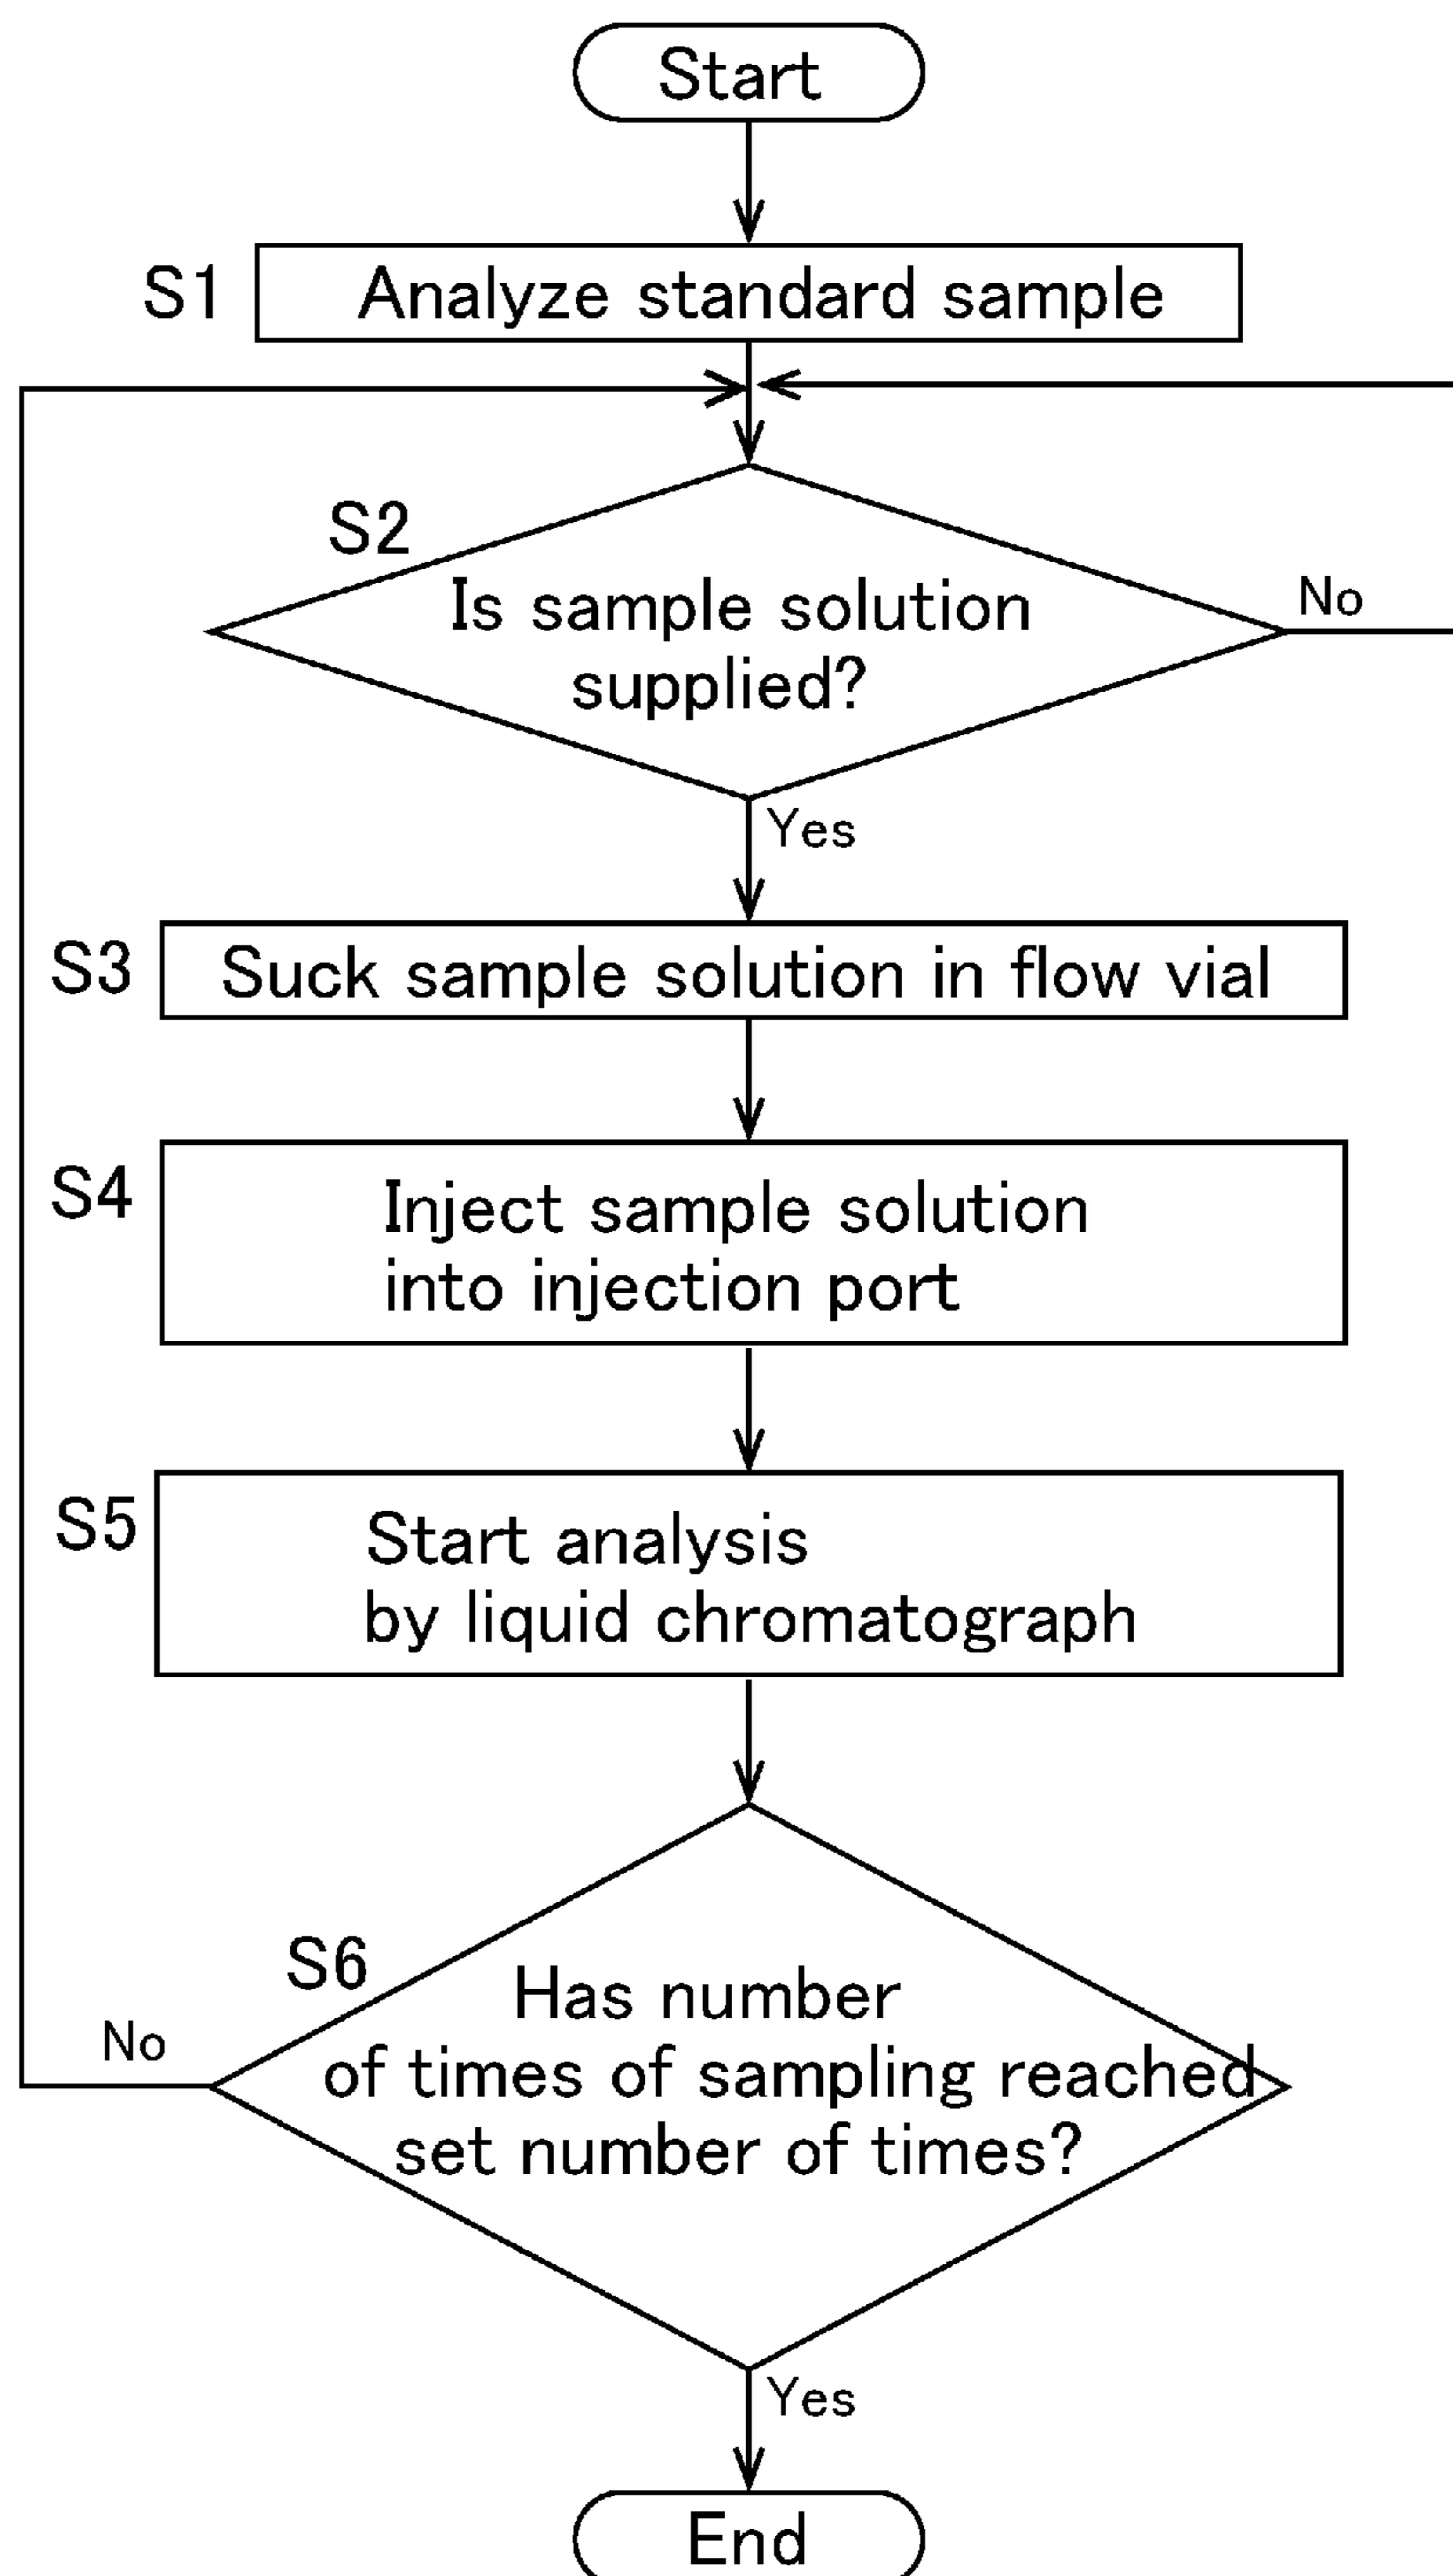 Start
S1
Analyze standard sample
S2
Is sample solution
supplied?
No
Yes
S3
Suck sample solution in flow vial
S4
Inject sample solution
into injection port
S5
Start analysis
by liquid chromatograph
S6
Has number
of times of sampling reached
set number of times?
No
Yes
End